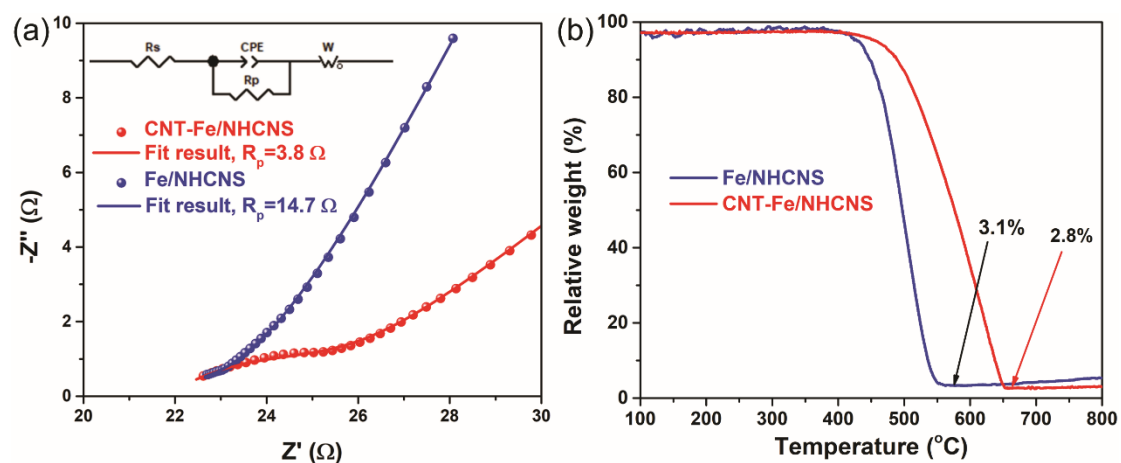 (a)
10
8
6
4
2
0
-Z'' (Ω)
Rs
CPE
W
o
Rp
CNT-Fe/NHCNS
Fit result, Rp=3.8 Ω
Fe/NHCNS
Fit result, Rp=14.7 Ω
20 22 24 26 28 30
Z' (Ω)
(b)
100
80
60
40
20
0
Relative weight (%)
Fe/NHCNS
CNT-Fe/NHCNS
3.1%
2.8%
100 200 300 400 500 600 700 800
Temperature (oC)